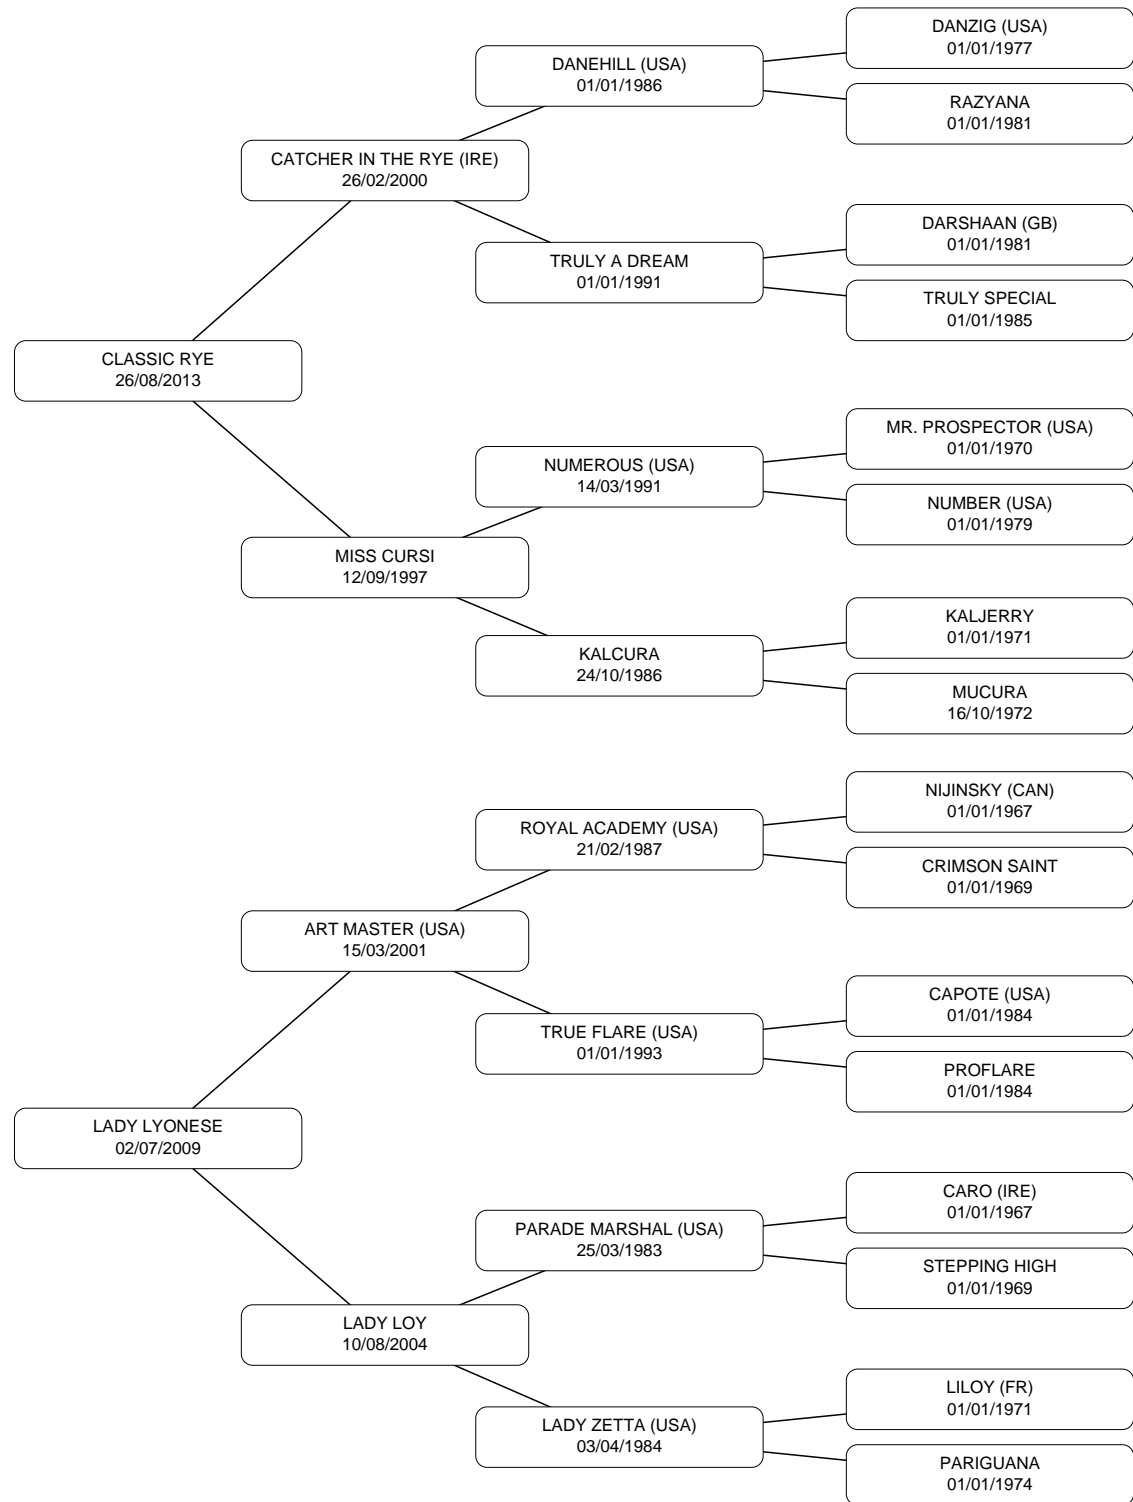 DANZIG (USA)
01/01/1977
DANEHILL (USA)
01/01/1986
RAZYANA
01/01/1981
CATCHER IN THE RYE (IRE)
26/02/2000
DARSHAAN (GB)
01/01/1981
TRULY A DREAM
01/01/1991
TRULY SPECIAL
01/01/1985
CLASSIC RYE
26/08/2013
MR. PROSPECTOR (USA)
01/01/1970
NUMEROUS (USA)
14/03/1991
NUMBER (USA)
01/01/1979
MISS CURSI
12/09/1997
KALJERRY
01/01/1971
KALCURA
24/10/1986
MUCURA
16/10/1972
NIJINSKY (CAN)
01/01/1967
ROYAL ACADEMY (USA)
21/02/1987
CRIMSON SAINT
01/01/1969
ART MASTER (USA)
15/03/2001
CAPOTE (USA)
01/01/1984
TRUE FLARE (USA)
01/01/1993
PROFLARE
01/01/1984
LADY LYONESE
02/07/2009
CARO (IRE)
01/01/1967
PARADE MARSHAL (USA)
25/03/1983
STEPPING HIGH
01/01/1969
LADY LOY
10/08/2004
LILOY (FR)
01/01/1971
LADY ZETTA (USA)
03/04/1984
PARIGUANA
01/01/1974